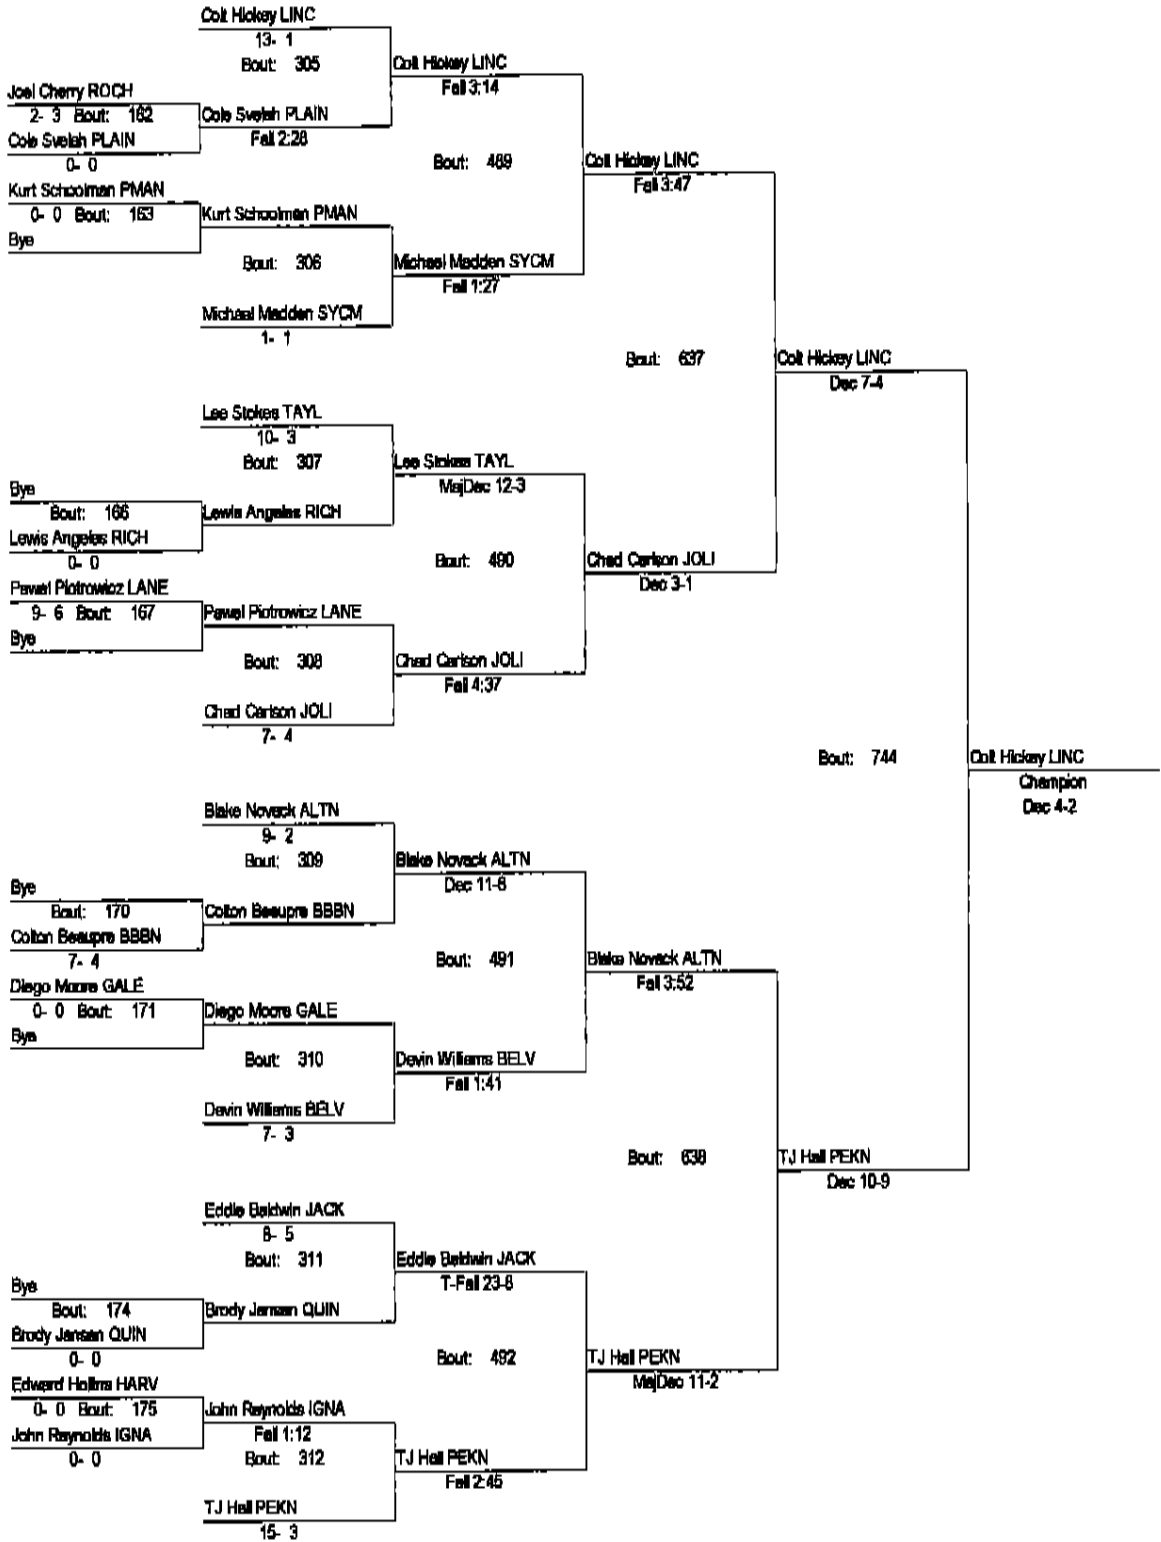 Colt Hickey LINC
13- 1
Bout: 305
Colt Hickey LINC
Fall 3:14
Joel Cherry ROCH
2- 3 Bout: 162
Cole Svelah PLAIN
Fall 2:28
Cole Svelah PLAIN
0- 0
Bout: 489
Colt Hickey LINC
Fall 3:47
Kurt Schoolman PMAN
0- 0 Bout: 163
Kurt Schoolman PMAN
Bye
Bout: 306
Michael Madden SYCM
Fall 1:27
Michael Madden SYCM
1- 1
Bout: 637
Colt Hickey LINC
Dec 7-4
Lee Stokes TAYL
10- 3
Bout: 307
Lee Stokes TAYL
MajDec 12-3
Bye
Bout: 166
Lewis Angeles RICH
Lewis Angeles RICH
0- 0
Bout: 490
Chad Carlson JOLI
Dec 3-1
Pawel Piotrowicz LANE
9- 6 Bout: 167
Pawel Piotrowicz LANE
Bye
Bout: 308
Chad Carlson JOLI
Fall 4:37
Chad Carlson JOLI
7- 4
Bout: 744
Colt Hickey LINC
Champion
Dec 4-2
Blake Novack ALTN
9- 2
Bout: 309
Blake Novack ALTN
Dec 11-6
Bye
Bout: 170
Colton Beaupre BBBN
Colton Beaupre BBBN
7- 4
Bout: 491
Blake Novack ALTN
Fall 3:52
Diego Moore GALE
0- 0 Bout: 171
Diego Moore GALE
Bye
Bout: 310
Devin Williams BELV
Fall 1:41
Devin Williams BELV
7- 3
Bout: 638
TJ Hall PEKN
Dec 10-9
Eddie Baldwin JACK
8- 5
Bout: 311
Eddie Baldwin JACK
T-Fall 23-8
Bye
Bout: 174
Brody Jansen QUIN
Brody Jansen QUIN
0- 0
Bout: 492
TJ Hall PEKN
MajDec 11-2
Edward Hollins HARV
0- 0 Bout: 175
John Raynolds IGNA
Fall 1:12
John Raynolds IGNA
0- 0
Bout: 312
TJ Hall PEKN
Fall 2:45
TJ Hall PEKN
15- 3